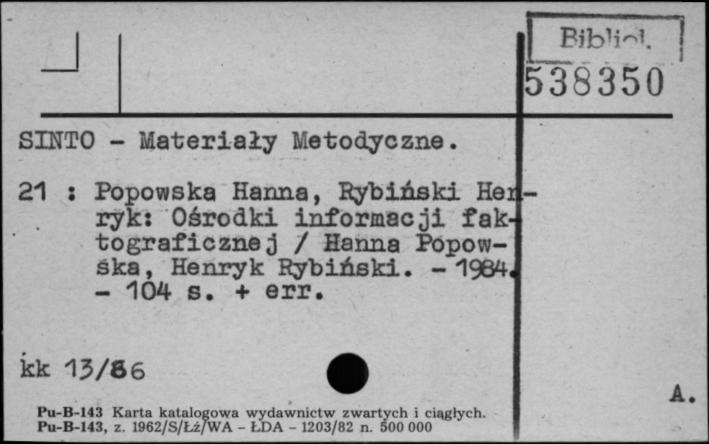 Bibliol.
538350
SINTO - Materiały Metodyczne.
21 : Popowska Hanna, Rybiński Hen-
ryk: Ośrodki informacji fak-
tograficznej / Hanna Popow-
ska, Henryk Rybiński. - 1984.
- 104 s. + err.
kk 13/86
A.
Pu-B-143 Karta katalogowa wydawnictw zwartych i ciągłych.
Pu-B-143, z. 1962/S/Łź/WA - ŁDA - 1203/82 n. 500 000